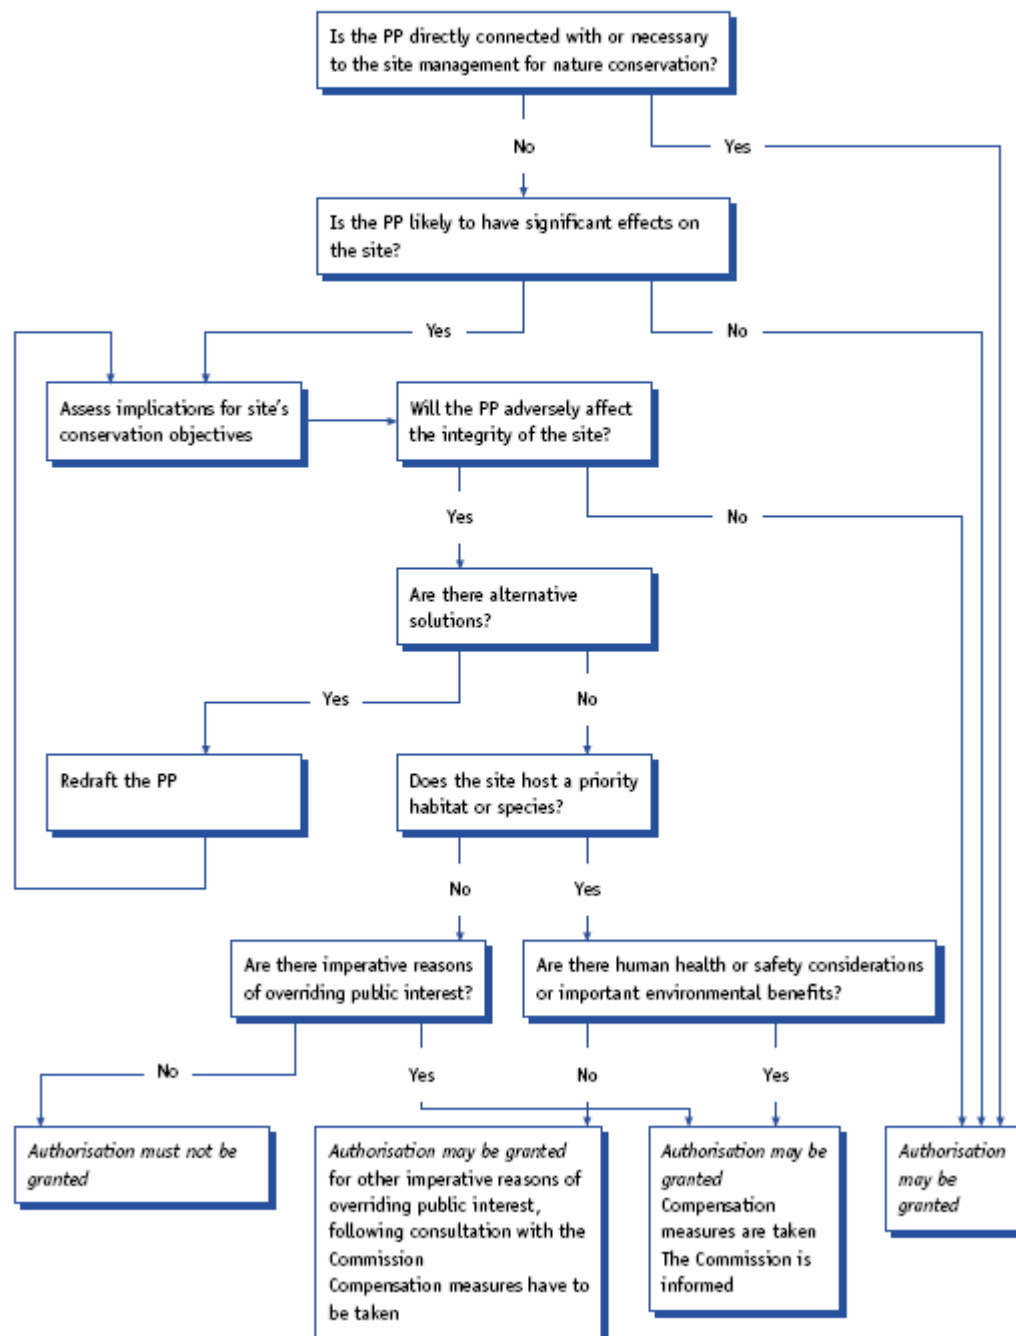 Is the PP directly connected with or necessary
to the site management for nature conservation?
No
Yes
Is the PP likely to have significant effects on
the site?
Yes
No
Assess implications for site's
conservation objectives
Will the PP adversely affect
the integrity of the site?
Yes
No
Are there alternative
solutions?
Yes
No
Redraft the PP
Does the site host a priority
habitat or species?
No
Yes
Are there imperative reasons
of overriding public interest?
Are there human health or safety considerations
or important environmental benefits?
No
Yes
No
Yes
Authorisation must not be
granted
Authorisation may be granted
for other imperative reasons of
overriding public interest,
following consultation with the
Commission
Compensation measures have to
be taken
Authorisation may be
granted
Compensation
measures are taken
The Commission is
informed
Authorisation
may be
granted